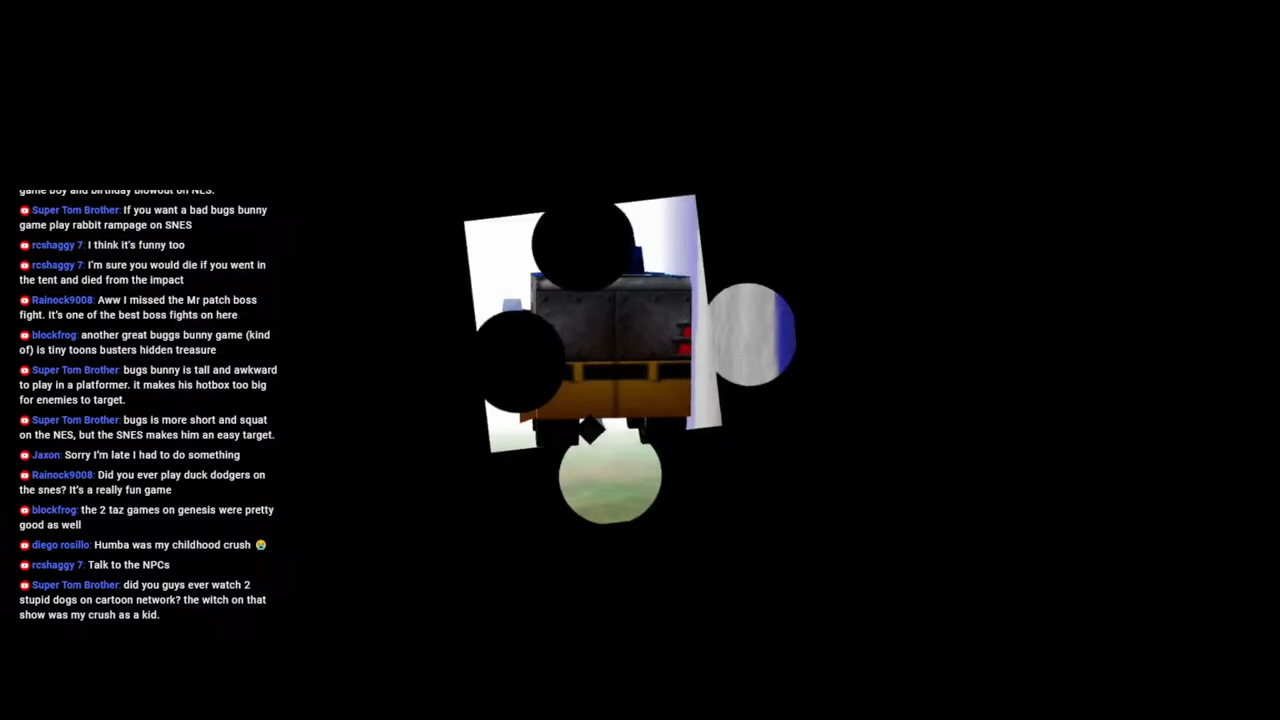 game boy and birthday blowout on NES.
Super Tom Brother: If you want a bad bugs bunny
game play rabbit rampage on SNES
rcshaggy 7: I think it's funny too
rcshaggy 7: I'm sure you would die if you went in
the tent and died from the impact
Rainock9008: Aww I missed the Mr patch boss
fight. It's one of the best boss fights on here
blockfrog: another great buggs bunny game (kind
of) is tiny toons busters hidden treasure
Super Tom Brother: bugs bunny is tall and awkward
to play in a platformer. it makes his hotbox too big
for enemies to target.
Super Tom Brother: bugs is more short and squat
on the NES, but the SNES makes him an easy target.
Jaxon: Sorry I'm late I had to do something
Rainock9008: Did you ever play duck dodgers on
the snes? It's a really fun game
blockfrog: the 2 taz games on genesis were pretty
good as well
diego rosillo: Humba was my childhood crush 😭
rcshaggy 7: Talk to the NPCs
Super Tom Brother: did you guys ever watch 2
stupid dogs on cartoon network? the witch on that
show was my crush as a kid.